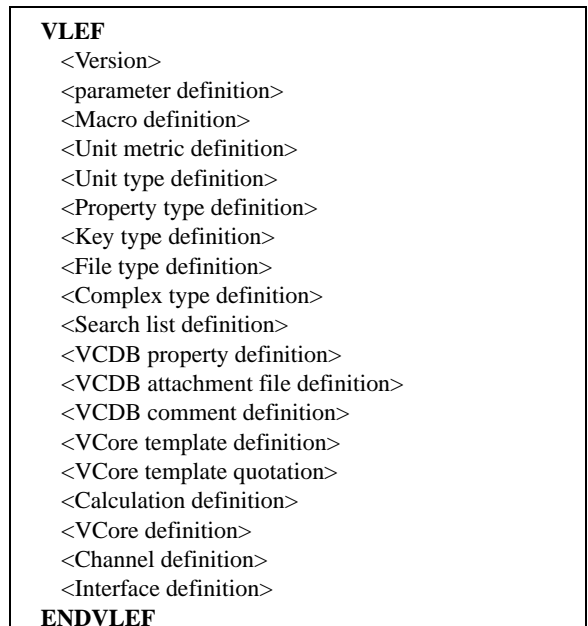 VLEF
<Version>
<parameter definition>
<Macro definition>
<Unit metric definition>
<Unit type definition>
<Property type definition>
<Key type definition>
<File type definition>
<Complex type definition>
<Search list definition>
<VCDB property definition>
<VCDB attachment file definition>
<VCDB comment definition>
<VCore template definition>
<VCore template quotation>
<Calculation definition>
<VCore definition>
<Channel definition>
<Interface definition>
ENDVLEF